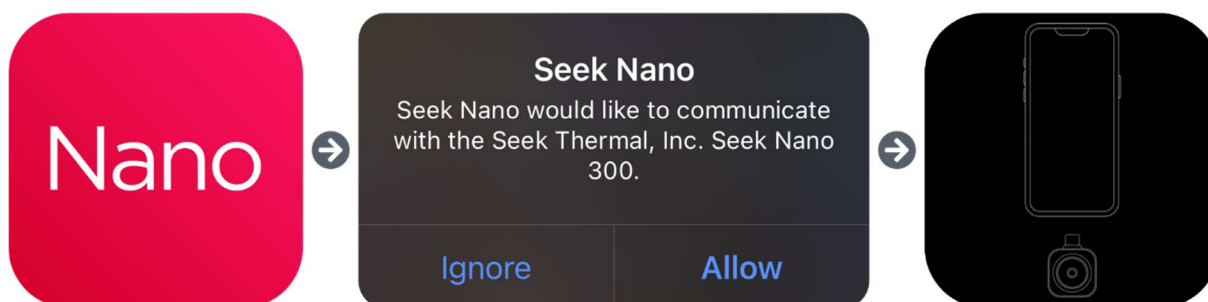 Nano
Seek Nano
Seek Nano would like to communicate
with the Seek Thermal, Inc. Seek Nano
300.
Ignore
Allow